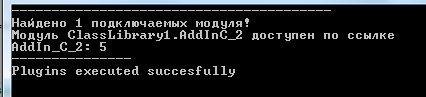 ----------------------------------------
Найдено 1 подключаемых модуля!
Модуль ClassLibrary1.AddInC_2 доступен по ссылке
AddIn_C_2: 5
---------------
Plugins executed succesfully